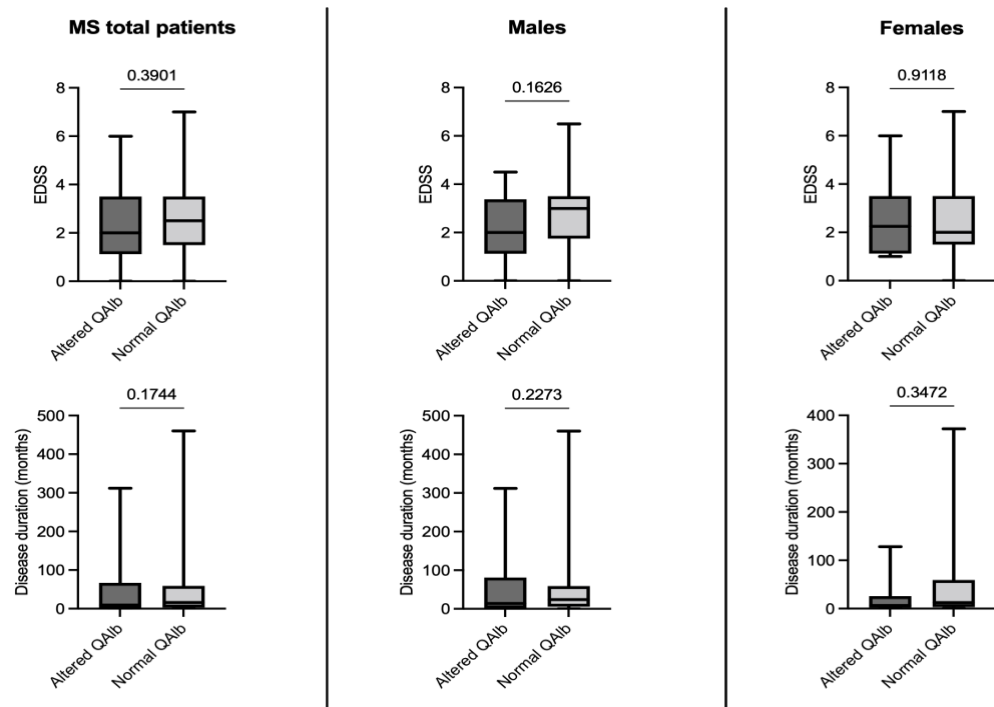 MS total patients
Males
Females
0.3901
8
6
4
2
0
EDSS
Altered QAlb
Normal QAlb
0.1626
8
6
4
2
0
EDSS
Altered QAlb
Normal QAlb
0.9118
8
6
4
2
0
EDSS
Altered QAlb
Normal QAlb
0.1744
500
400
300
200
100
0
Disease duration (months)
Altered QAlb
Normal QAlb
0.2273
500
400
300
200
100
0
Disease duration (months)
Altered QAlb
Normal QAlb
0.3472
400
300
200
100
0
Disease duration (months)
Altered QAlb
Normal QAlb